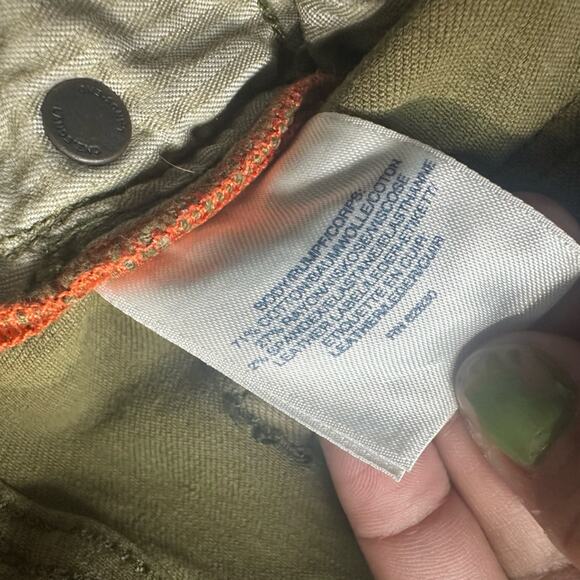 BODY/RUMPF/CORPS:
71% COTTON/BAUMWOLLE/COTON
27% RAYON/VISKOSE/VISCOSE
2% SPANDEX/ELASTAN/ELASTHANNE
LEATHER LABEL/LEDERETIKETT/
ETIQUETTE EN CUIR:
LEATHER/LEDER/CUIR